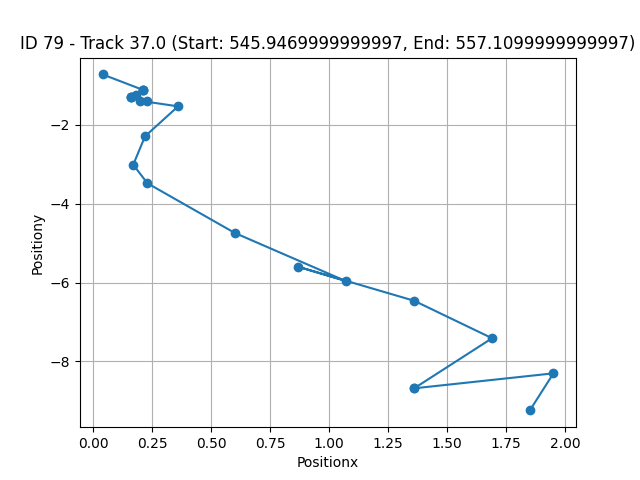 ID 79 - Track 37.0 (Start: 545.9469999999997, End: 557.1099999999997)
Positiony
−2
−4
−6
−8
0.00 0.25 0.50 0.75 1.00 1.25 1.50 1.75 2.00
Positionx